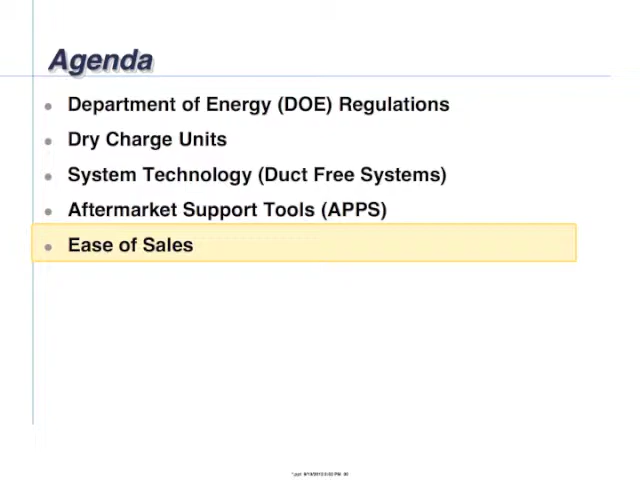 Agenda
Department of Energy (DOE) Regulations
Dry Charge Units
System Technology (Duct Free Systems)
Aftermarket Support Tools (APPS)
Ease of Sales